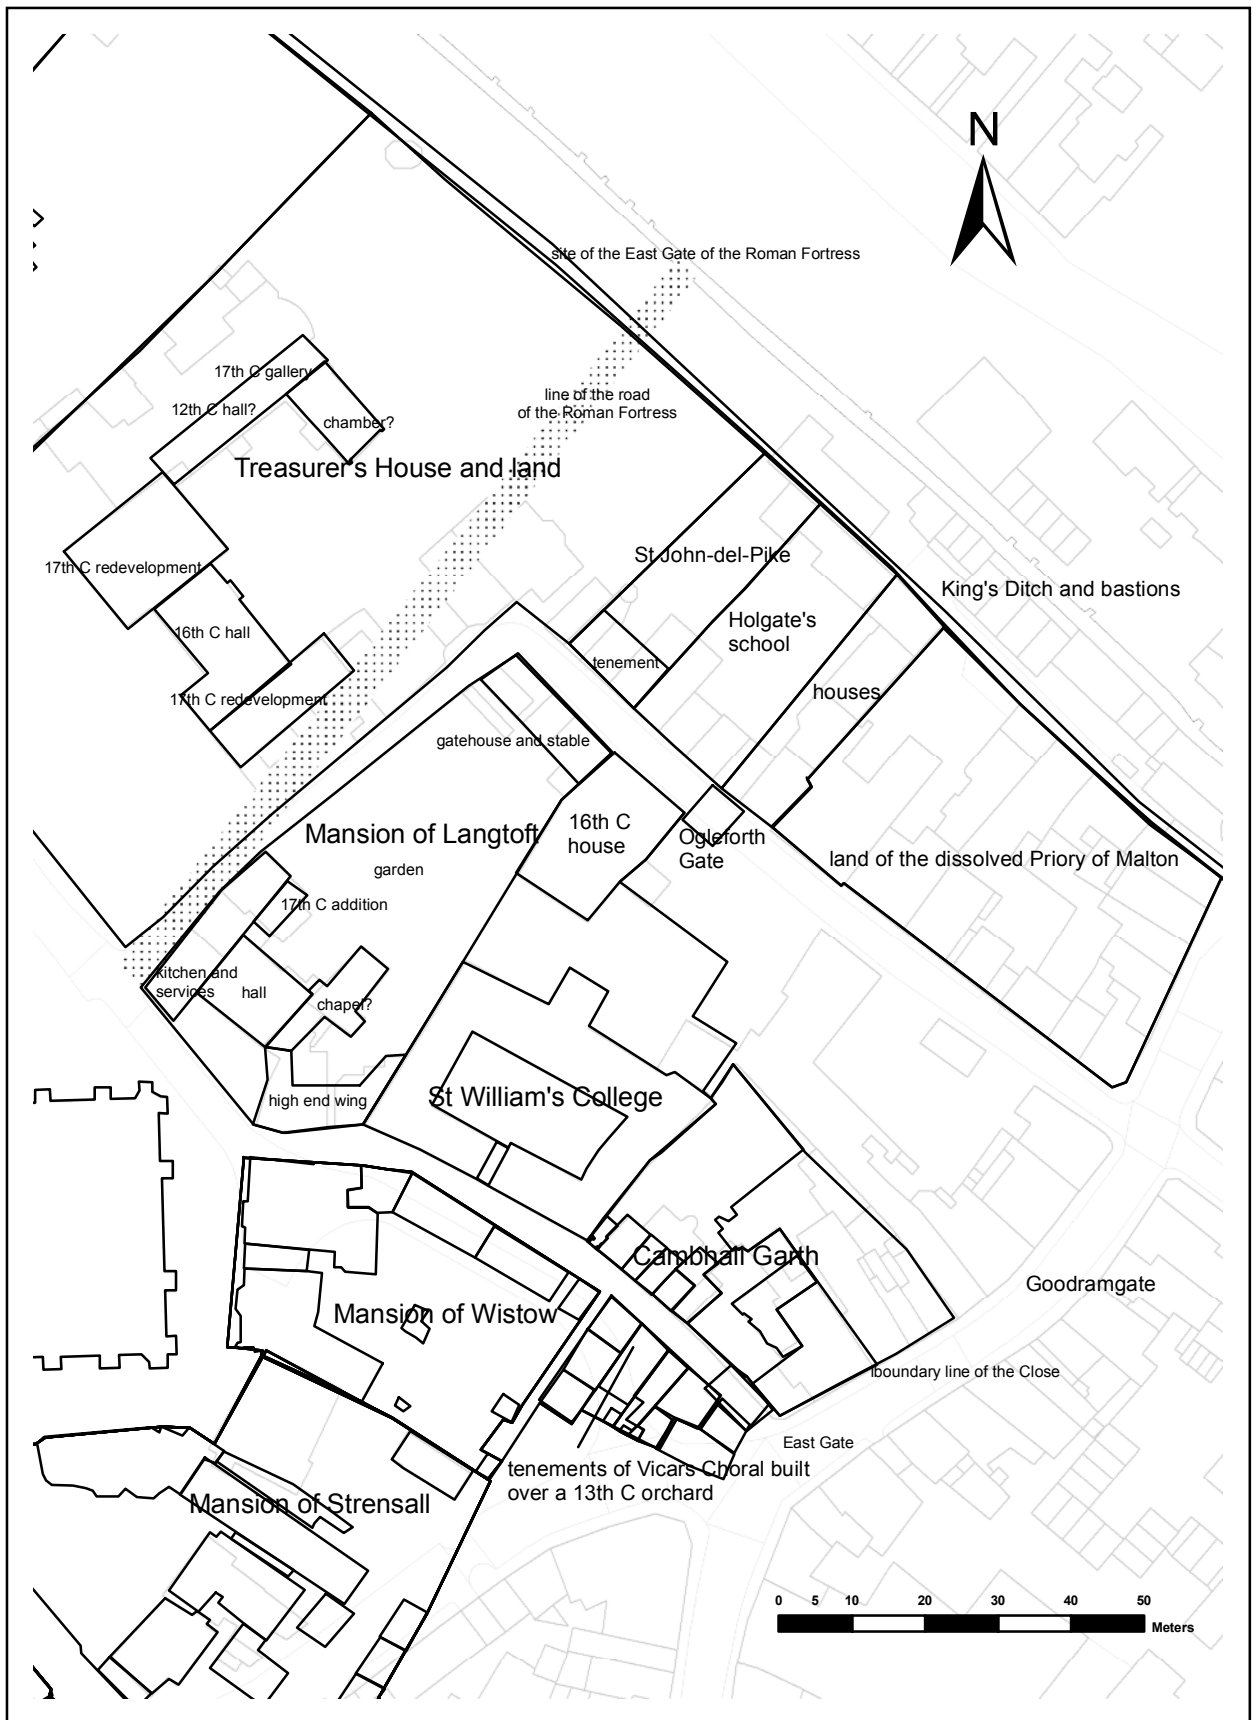 N
site of the East Gate of the Roman Fortress
17th C gallery
12th C hall?
chamber?
line of the road
of the Roman Fortress
Treasurer's House and land
17th C redevelopment
16th C hall
17th C redevelopment
St John-del-Pike
tenement
Holgate's
school
houses
King's Ditch and bastions
gatehouse and stable
Mansion of Langtoft
garden
16th C
house
Ogleforth
Gate
land of the dissolved Priory of Malton
17th C addition
kitchen and
services
hall
chapel?
high end wing
St William's College
Cambhall Garth
Goodramgate
Mansion of Wistow
boundary line of the Close
East Gate
tenements of Vicars Choral built
over a 13th C orchard
Mansion of Strensall
0 5 10 20 30 40 50
Meters